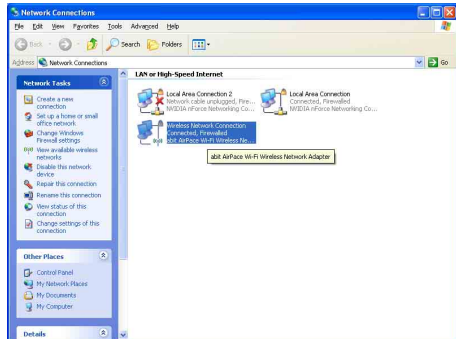 Network Connections
File Edit View Favorites Tools Advanced Help
Back Search Folders
Address Network Connections Go
Network Tasks
Create a new
connection
Set up a home or small
office network
Change Windows
Firewall settings
View available wireless
networks
Disable this network
device
Repair this connection
Rename this connection
View status of this
connection
Change settings of this
connection
Other Places
Control Panel
My Network Places
My Documents
My Computer
Details
LAN or High-Speed Internet
Local Area Connection 2
Network cable unplugged, Fire...
NVIDIA nForce Networking Co...
Local Area Connection
Connected, Firewalled
NVIDIA nForce Networking Co...
Wireless Network Connection
Connected, Firewalled
abit AirPace Wi-Fi Wireless Ne...
abit AirPace Wi-Fi Wireless Network Adapter